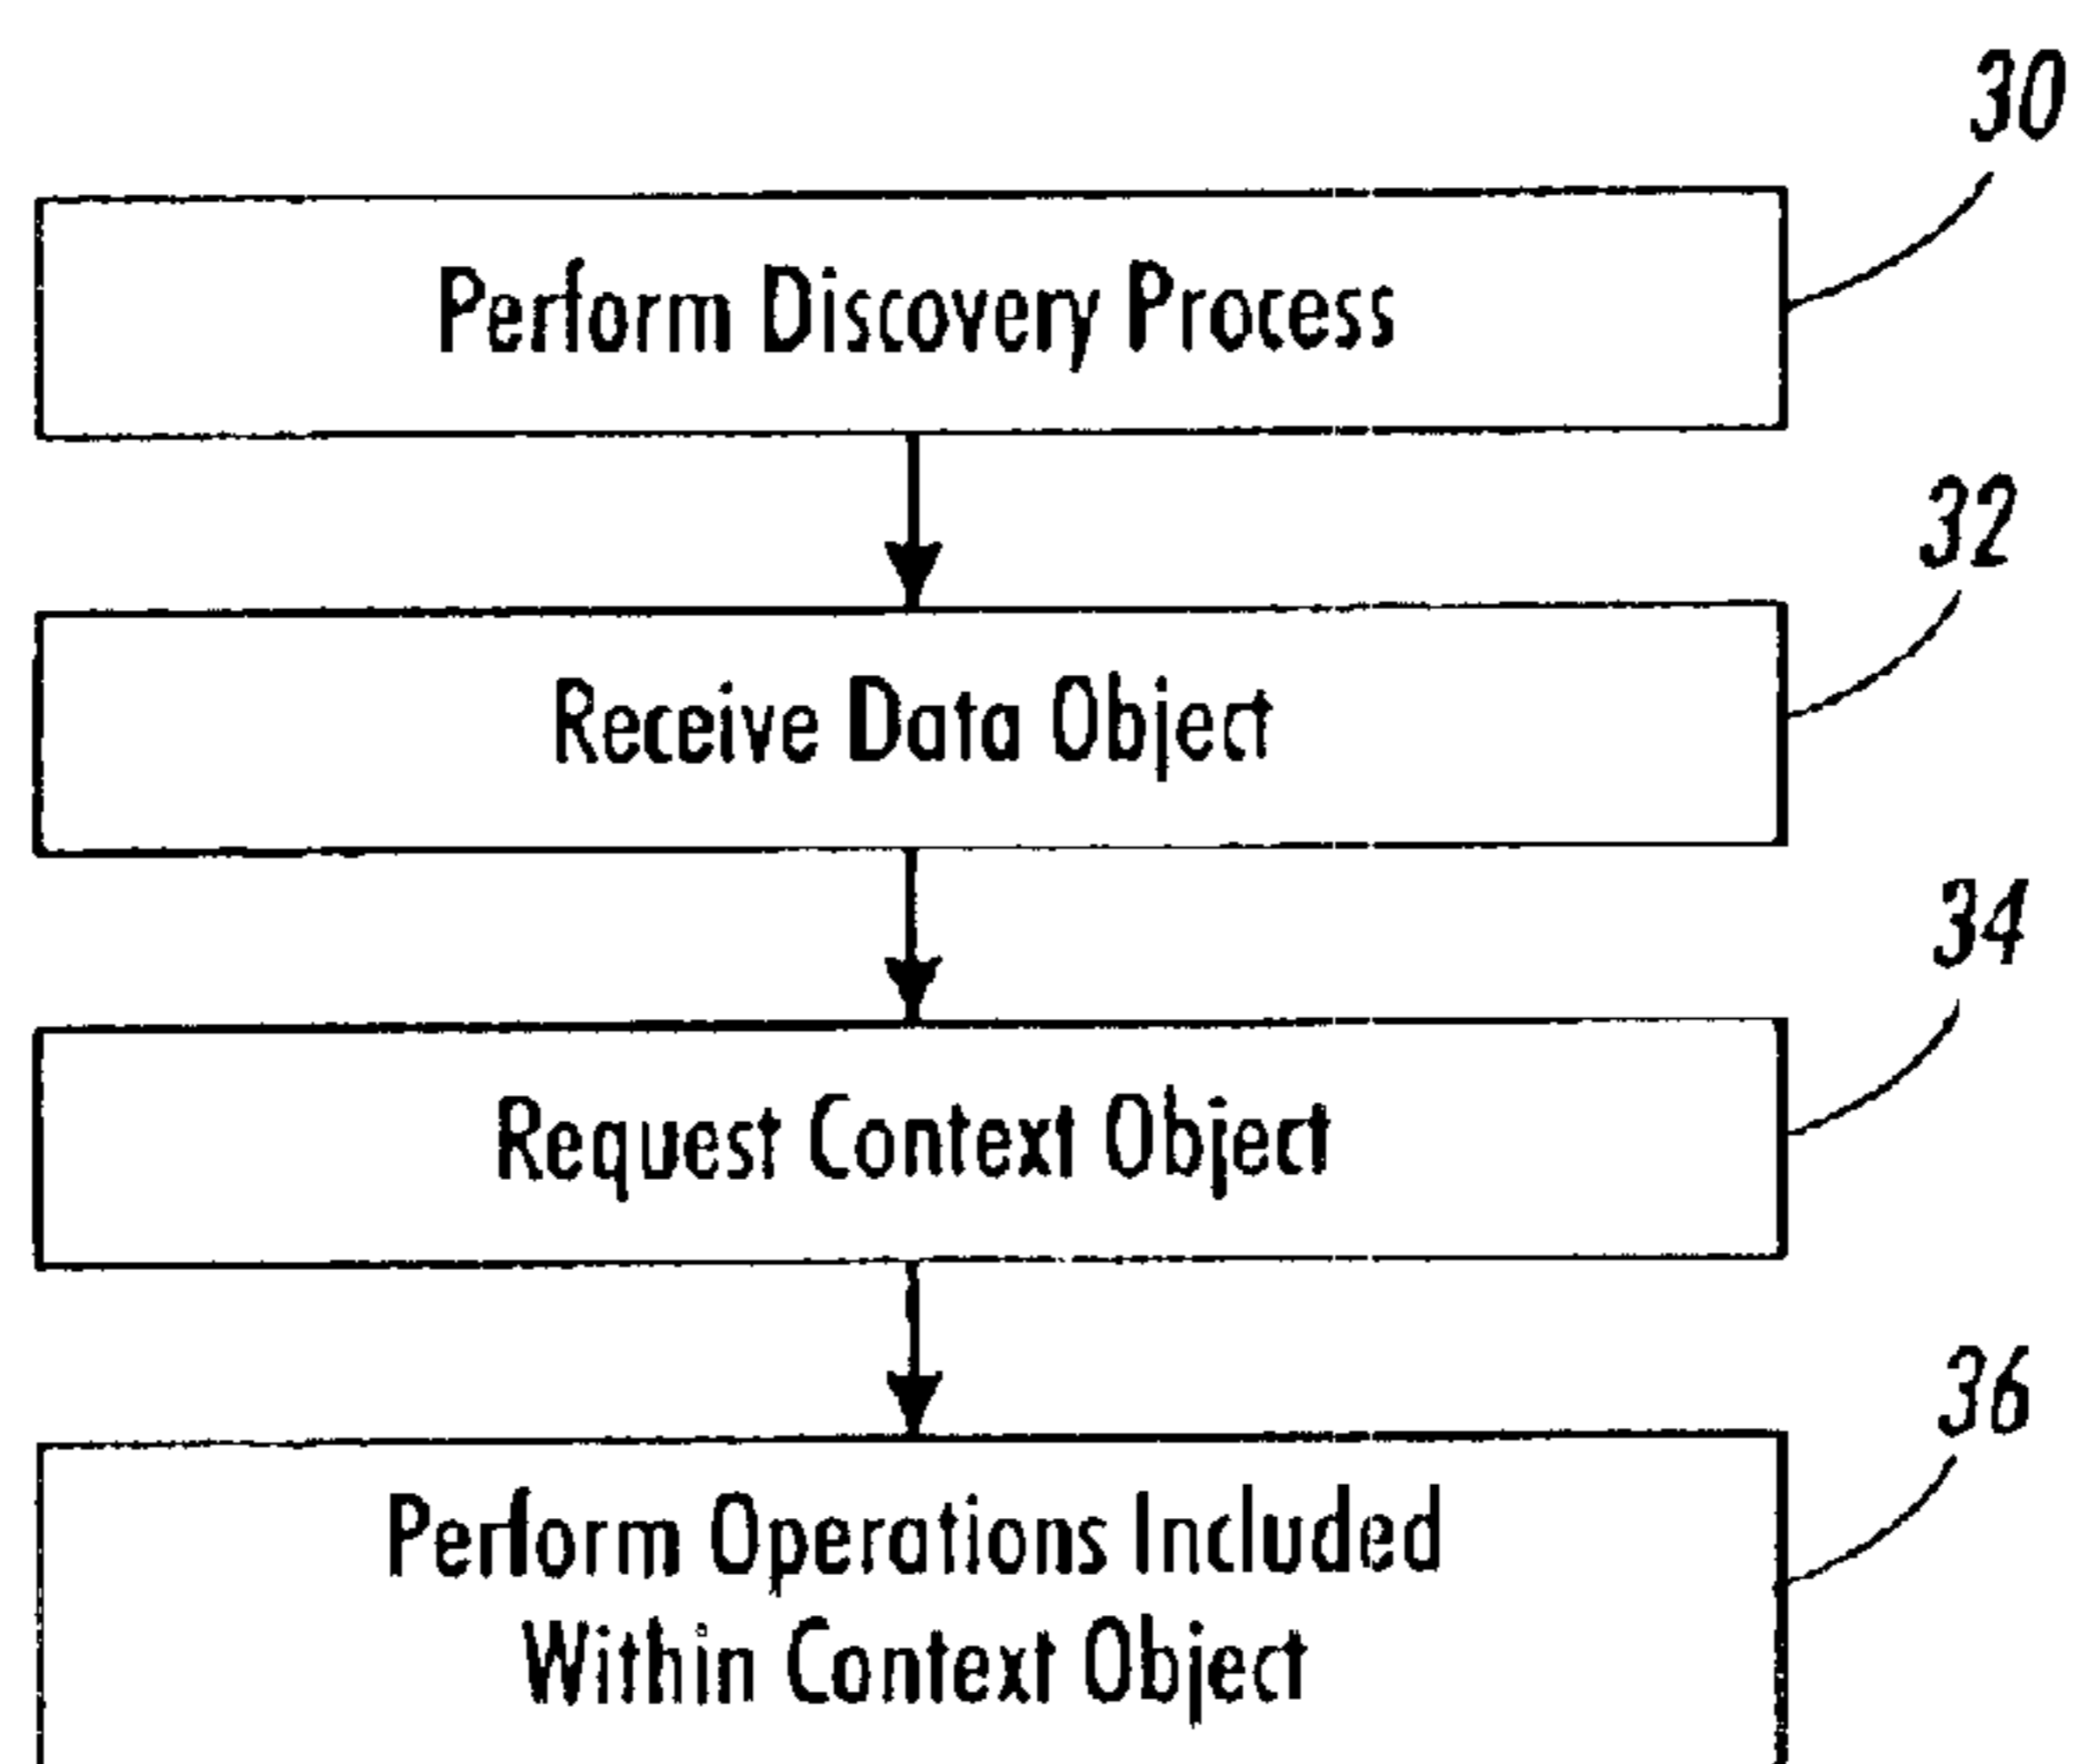 30
Perform Discovery Process
32
Receive Data Object
34
Request Context Object
36
Perform Operations Included
Within Context Object